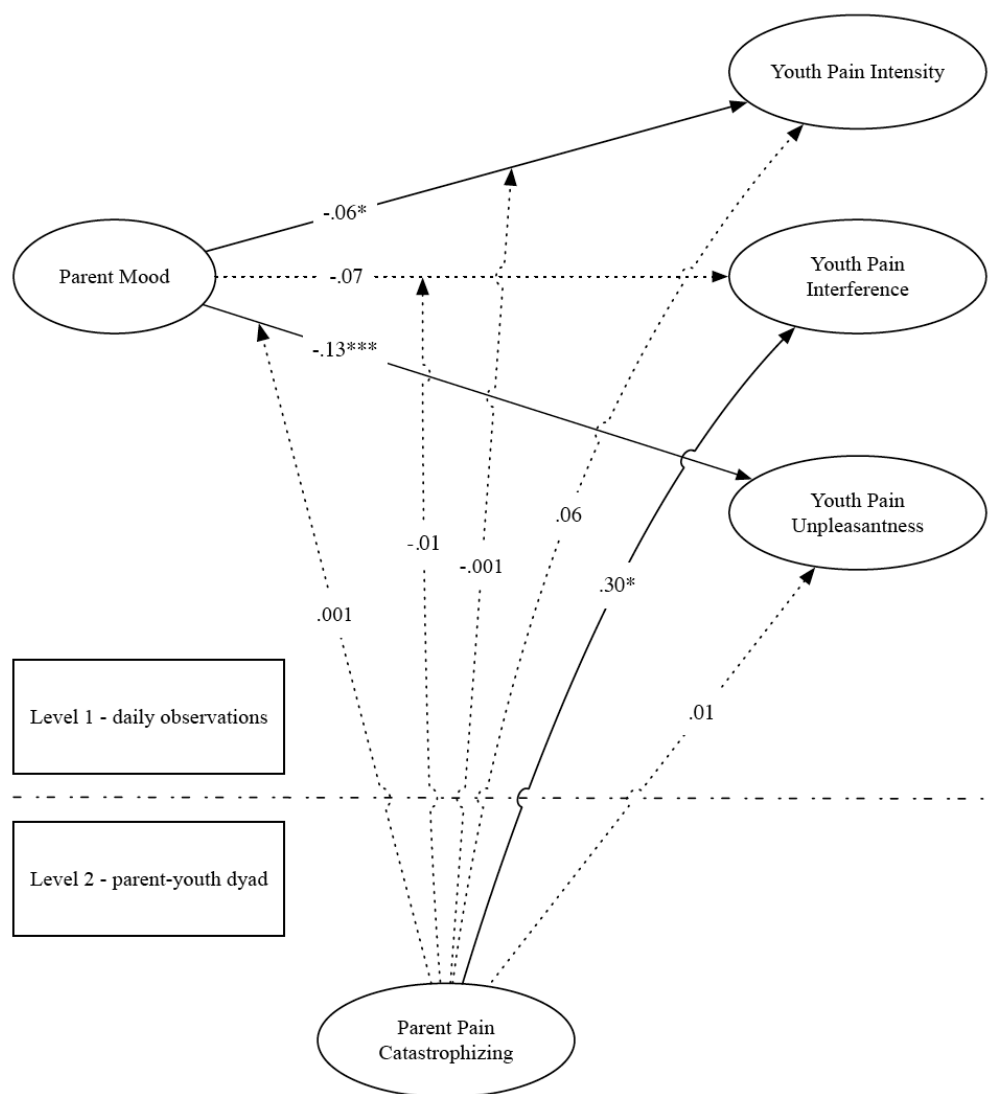 Youth Pain Intensity
-.06*
Parent Mood
-.07
Youth Pain
Interference
-.13***
Youth Pain
Unpleasantness
.06
-.01
-.001
.30*
.001
Level 1 - daily observations
.01
Level 2 - parent-youth dyad
Parent Pain
Catastrophizing